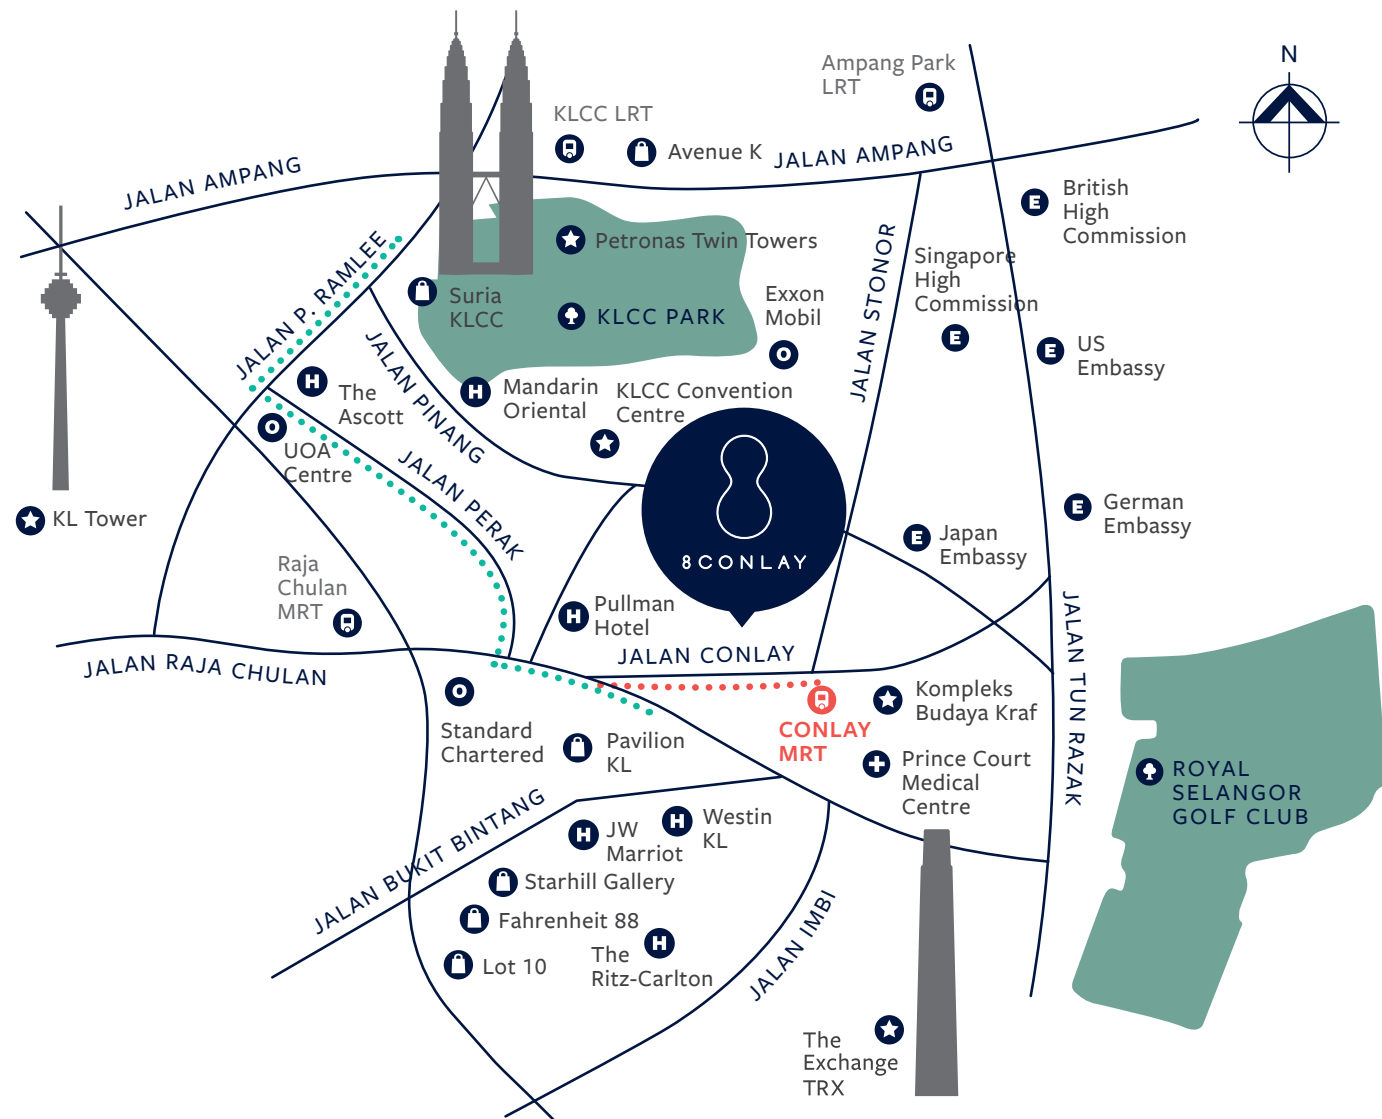 N
Ampang Park
LRT
KLCC LRT
Avenue K
JALAN AMPANG
JALAN AMPANG
British
High
Commission
E
Petronas Twin Towers
JALAN P. RAMLEE
JALAN STONOR
Singapore
High
Commission
E
Suria
KLCC
KLCC PARK
Exxon
Mobil
O
US
Embassy
E
JALAN PINANG
H
The
Ascott
H
Mandarin
Oriental
KLCC Convention
Centre
O
UOA
Centre
JALAN PERAK
KL Tower
8CONLAY
E
German
Embassy
E
Japan
Embassy
Raja
Chulan
MRT
H
Pullman
Hotel
JALAN CONLAY
JALAN RAJA CHULAN
JALAN TUN RAZAK
O
Standard
Chartered
Pavilion
KL
CONLAY
MRT
Kompleks
Budaya Kraf
Prince Court
Medical
Centre
ROYAL
SELANGOR
GOLF CLUB
JALAN BUKIT BINTANG
H
JW
Marriot
H
Westin
KL
Starhill Gallery
Fahrenheit 88
Lot 10
The
Ritz-Carlton
H
JALAN IMBI
The
Exchange
TRX